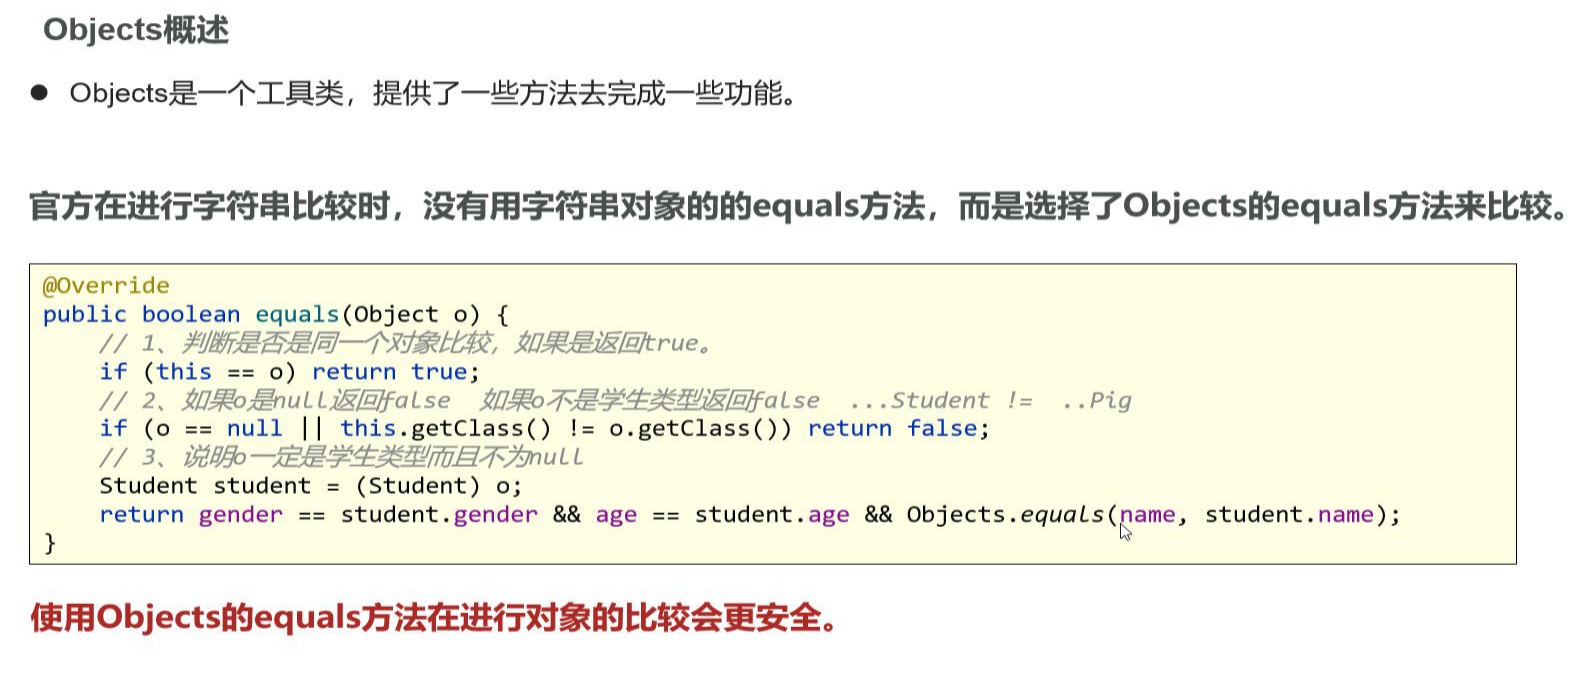 Objects概述
● Objects是一个工具类，提供了一些方法去完成一些功能。
官方在进行字符串比较时，没有用字符串对象的的equals方法，而是选择了Objects的equals方法来比较。
@Override
public boolean equals(Object o) {
    // 1、判断是否是同一个对象比较，如果是返回true。
    if (this == o) return true;
    // 2、如果o是null返回false  如果o不是学生类型返回false  ...Student !=  ..Pig
    if (o == null || this.getClass() != o.getClass()) return false;
    // 3、说明o一定是学生类型而且不为null
    Student student = (Student) o;
    return gender == student.gender && age == student.age && Objects.equals(name, student.name);
}
使用Objects的equals方法在进行对象的比较会更安全。